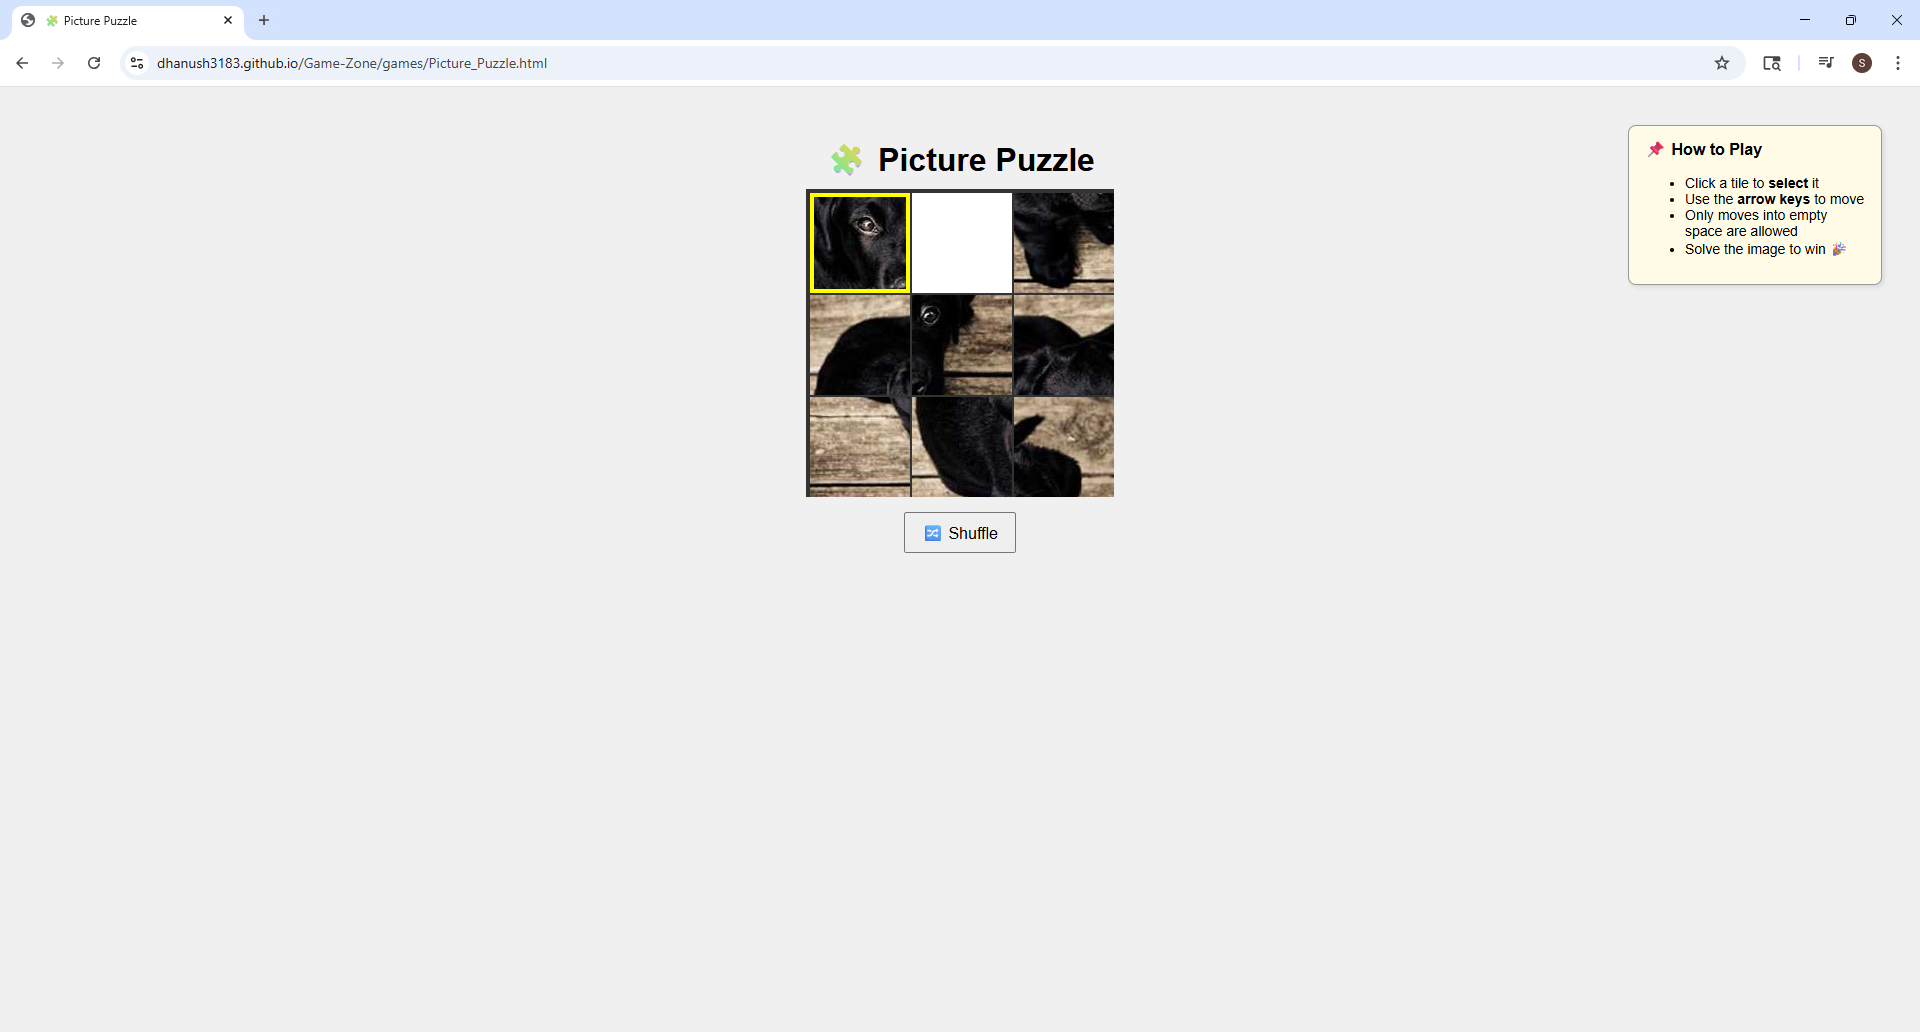 🧩 Picture Puzzle
dhanush3183.github.io/Game-Zone/games/Picture_Puzzle.html
S
🧩 Picture Puzzle
📌 How to Play
• Click a tile to select it
• Use the arrow keys to move
• Only moves into empty
space are allowed
• Solve the image to win 🎉
🔀 Shuffle